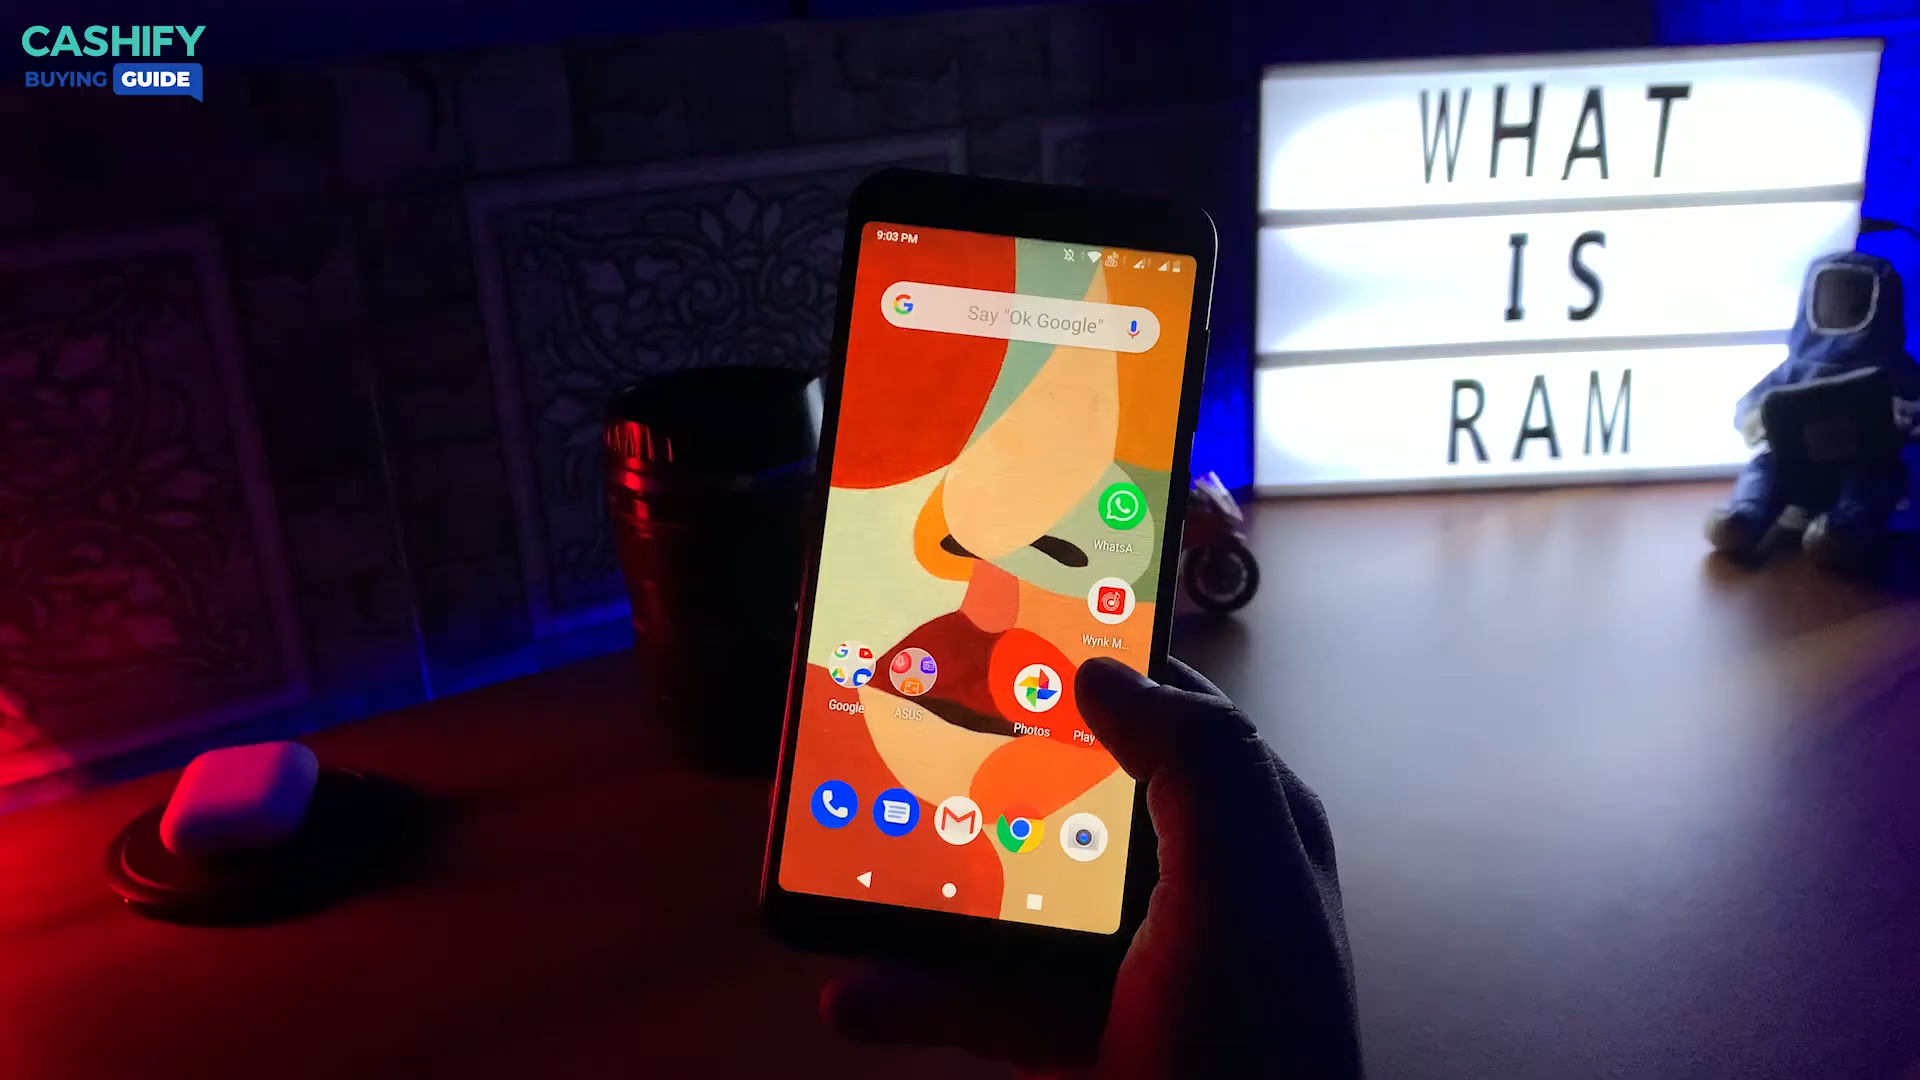 CASHIFY
BUYING GUIDE
WHAT
IS
RAM
9:03 PM
Say "Ok Google"
WhatsA...
Wynk M...
Google
ASUS
Photos
Play